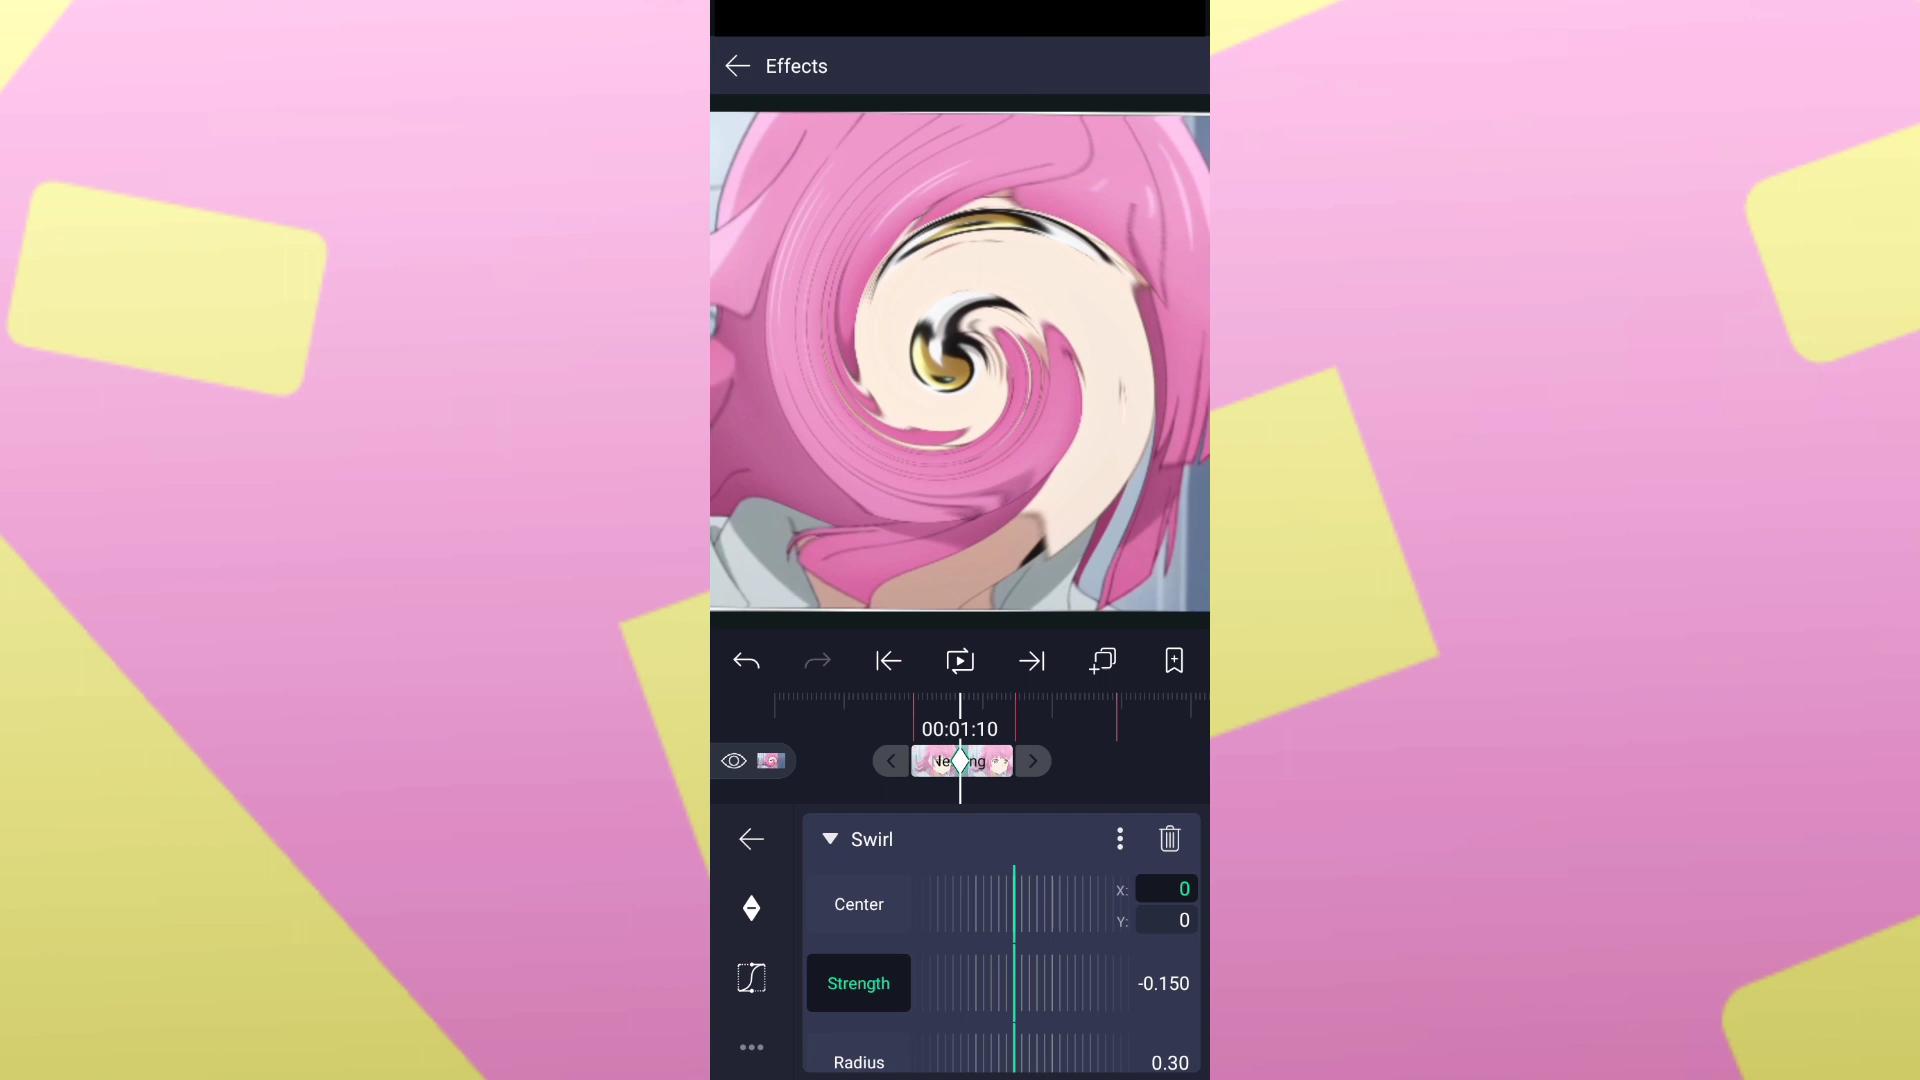 Effects
00:01:10
Swirl
Center
X: 0
Y: 0
Strength
-0.150
Radius
0.30